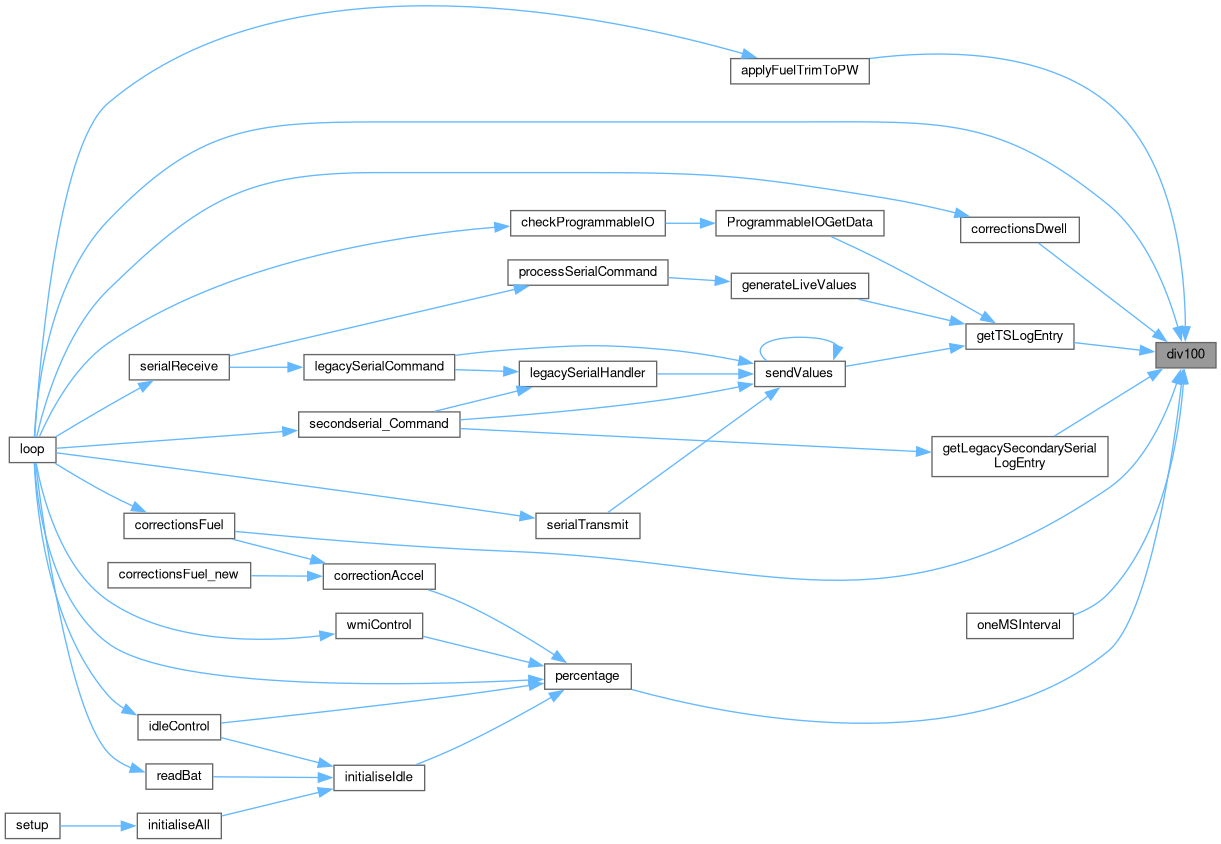 applyFuelTrimToPW
checkProgrammableIO
ProgrammableIOGetData
correctionsDwell
processSerialCommand
generateLiveValues
getTSLogEntry
div100
serialReceive
legacySerialCommand
legacySerialHandler
sendValues
secondserial_Command
loop
getLegacySecondarySerial
LogEntry
correctionsFuel
serialTransmit
correctionsFuel_new
correctionAccel
wmiControl
oneMSInterval
percentage
idleControl
readBat
initialiseIdle
setup
initialiseAll